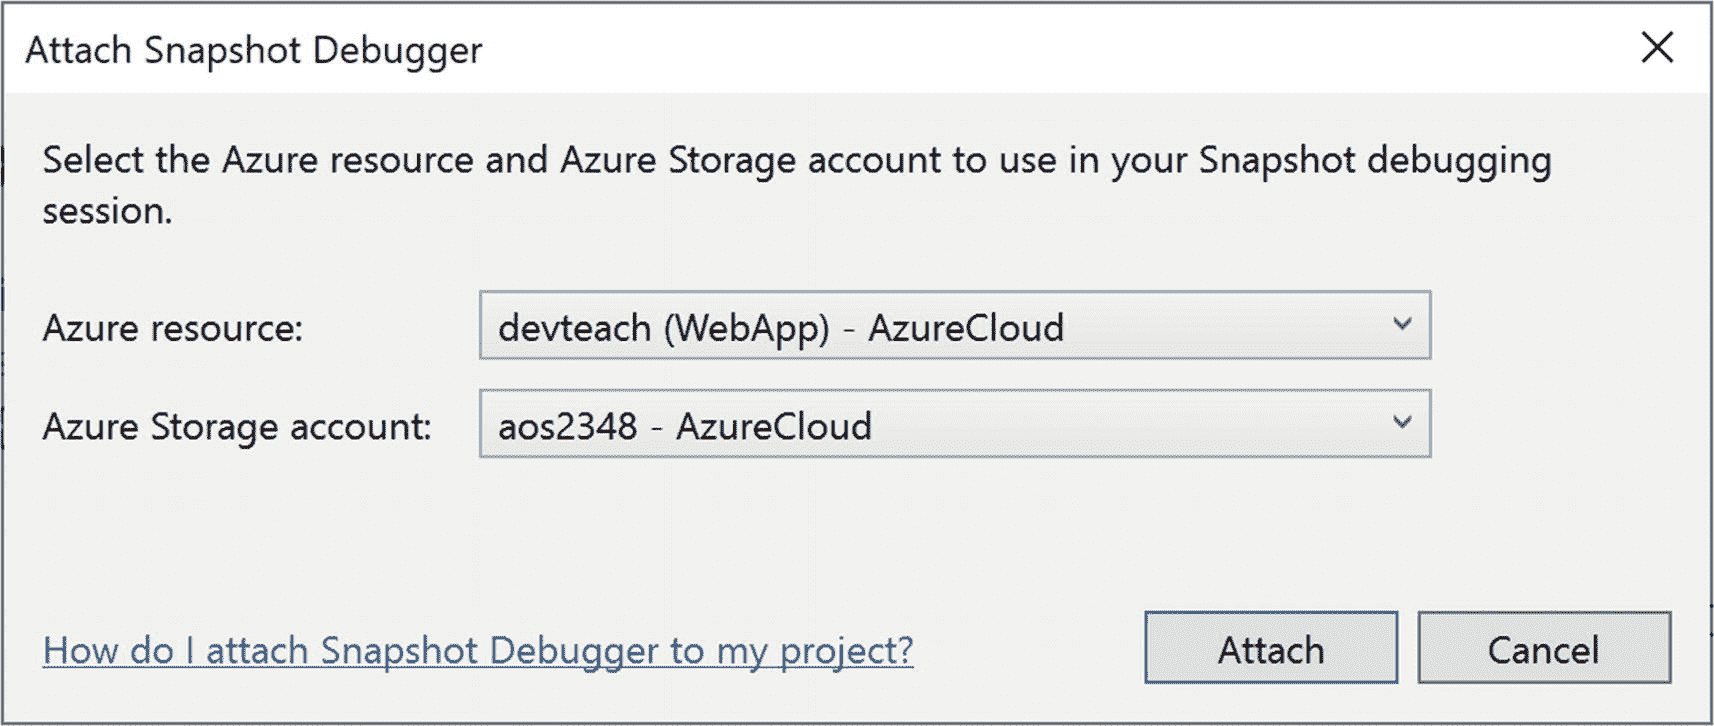 Attach Snapshot Debugger
Select the Azure resource and Azure Storage account to use in your Snapshot debugging
session.
Azure resource: devteach (WebApp) - AzureCloud
Azure Storage account: aos2348 - AzureCloud
How do I attach Snapshot Debugger to my project? Attach Cancel